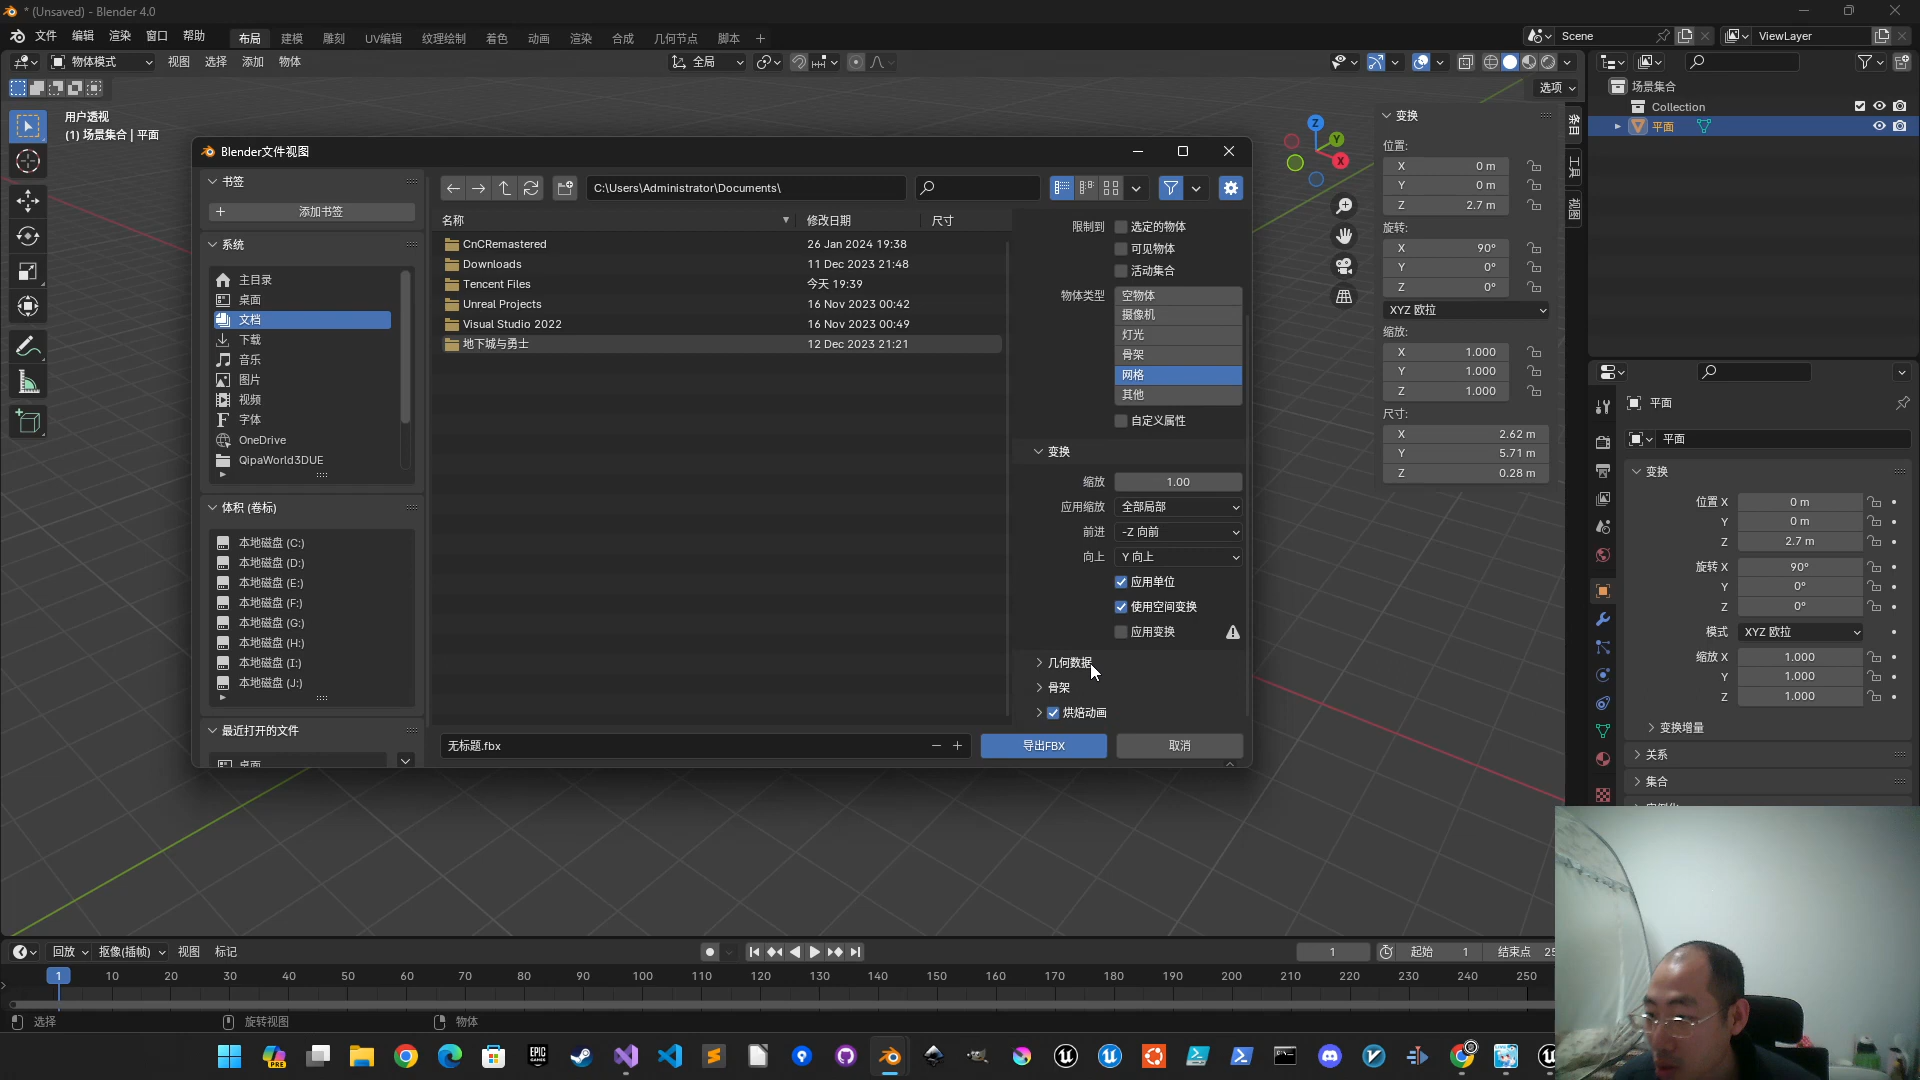 * (Unsaved) - Blender 4.0
文件 编辑 渲染 窗口 帮助 布局 建模 雕刻 UV编辑 纹理绘制 着色 动画 渲染 合成 几何节点 脚本 + Scene ViewLayer
物体模式 视图 选择 添加 物体 全局
选项
用户透视
(1) 场景集合 | 平面
Z
Y
X
Blender文件视图
书签
+ 添加书签
系统
主目录
桌面
文档
下载
音乐
图片
视频
字体
OneDrive
QipaWorld3DUE
体积 (卷标)
本地磁盘 (C:)
本地磁盘 (D:)
本地磁盘 (E:)
本地磁盘 (F:)
本地磁盘 (G:)
本地磁盘 (H:)
本地磁盘 (I:)
本地磁盘 (J:)
最近打开的文件
桌面
C:\Users\Administrator\Documents\
名称 修改日期 尺寸
CnCRemastered 26 Jan 2024 19:38
Downloads 11 Dec 2023 21:48
Tencent Files 今天 19:39
Unreal Projects 16 Nov 2023 00:42
Visual Studio 2022 16 Nov 2023 00:49
地下城与勇士 12 Dec 2023 21:21
限制到 选定的物体
可见物体
活动集合
物体类型 空物体
摄像机
灯光
骨架
网格
其他
自定义属性
变换
缩放 1.00
应用缩放 全部局部
前进 -Z 向前
向上 Y 向上
应用单位
使用空间变换
应用变换
几何数据
骨架
烘焙动画
无标题.fbx
导出FBX 取消
变换
位置:
X 0 m
Y 0 m
Z 2.7 m
旋转:
X 90°
Y 0°
Z 0°
XYZ 欧拉
缩放:
X 1.000
Y 1.000
Z 1.000
尺寸:
X 2.62 m
Y 5.71 m
Z 0.28 m
条目
工具
视图
场景集合
Collection
平面
平面
平面
变换
位置 X 0 m
Y 0 m
Z 2.7 m
旋转 X 90°
Y 0°
Z 0°
模式 XYZ 欧拉
缩放 X 1.000
Y 1.000
Z 1.000
变换增量
关系
集合
回放 抠像(插帧) 视图 标记 1 起始 1 结束点 25
1 10 20 30 40 50 60 70 80 90 100 110 120 130 140 150 160 170 180 190 200 210 220 230 240 250
选择 旋转视图 物体
PRE
EPIC
GAMES